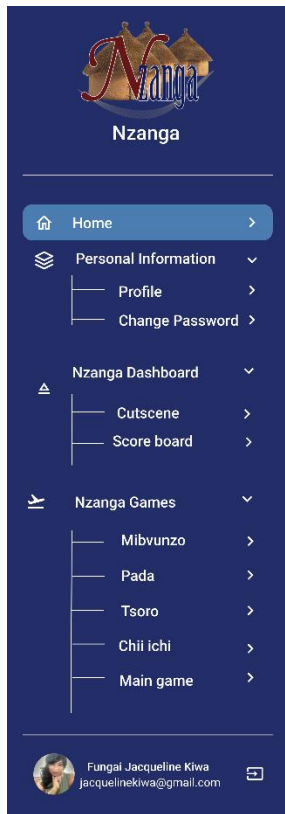 Nzanga
Nzanga
Home
Personal Information
Profile
Change Password
Nzanga Dashboard
Cutscene
Score board
Nzanga Games
Mibvunzo
Pada
Tsoro
Chii ichi
Main game
Fungai Jacqueline Kiwa
jacquelinekiwa@gmail.com